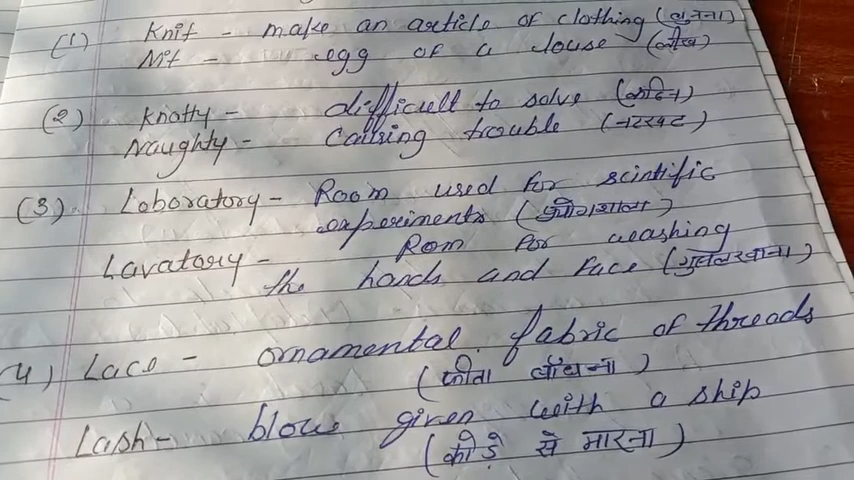 (1) Knit - make an article of clothing (बुनना)
Nit - egg of a louse (लीख)
(2) Knotty - difficult to solve (कठिन)
Naughty - causing trouble (नटखट)
(3) Loboratory - Room used for scintific
experiments (प्रयोगशाला)
Lavatory - Rom for washing
the hands and face (गुसलखाना)
(4) Lace - ornamental fabric of threads
(फीता बाँधना)
Lash - blow given with a ship
(कोड़े से मारना)